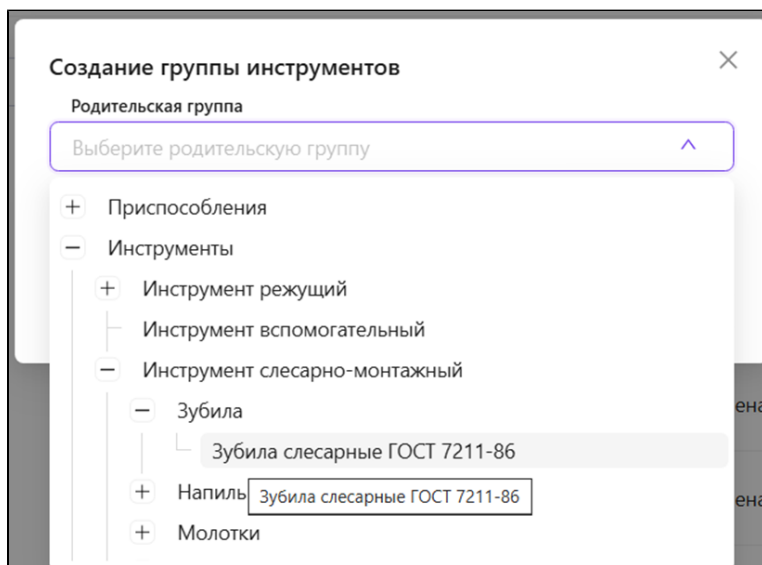 Создание группы инструментов
Родительская группа
Выберите родительскую группу
Приспособления
Инструменты
Инструмент режущий
Инструмент вспомогательный
Инструмент слесарно-монтажный
Зубила
Зубила слесарные ГОСТ 7211-86
Зубила слесарные ГОСТ 7211-86
Молотки